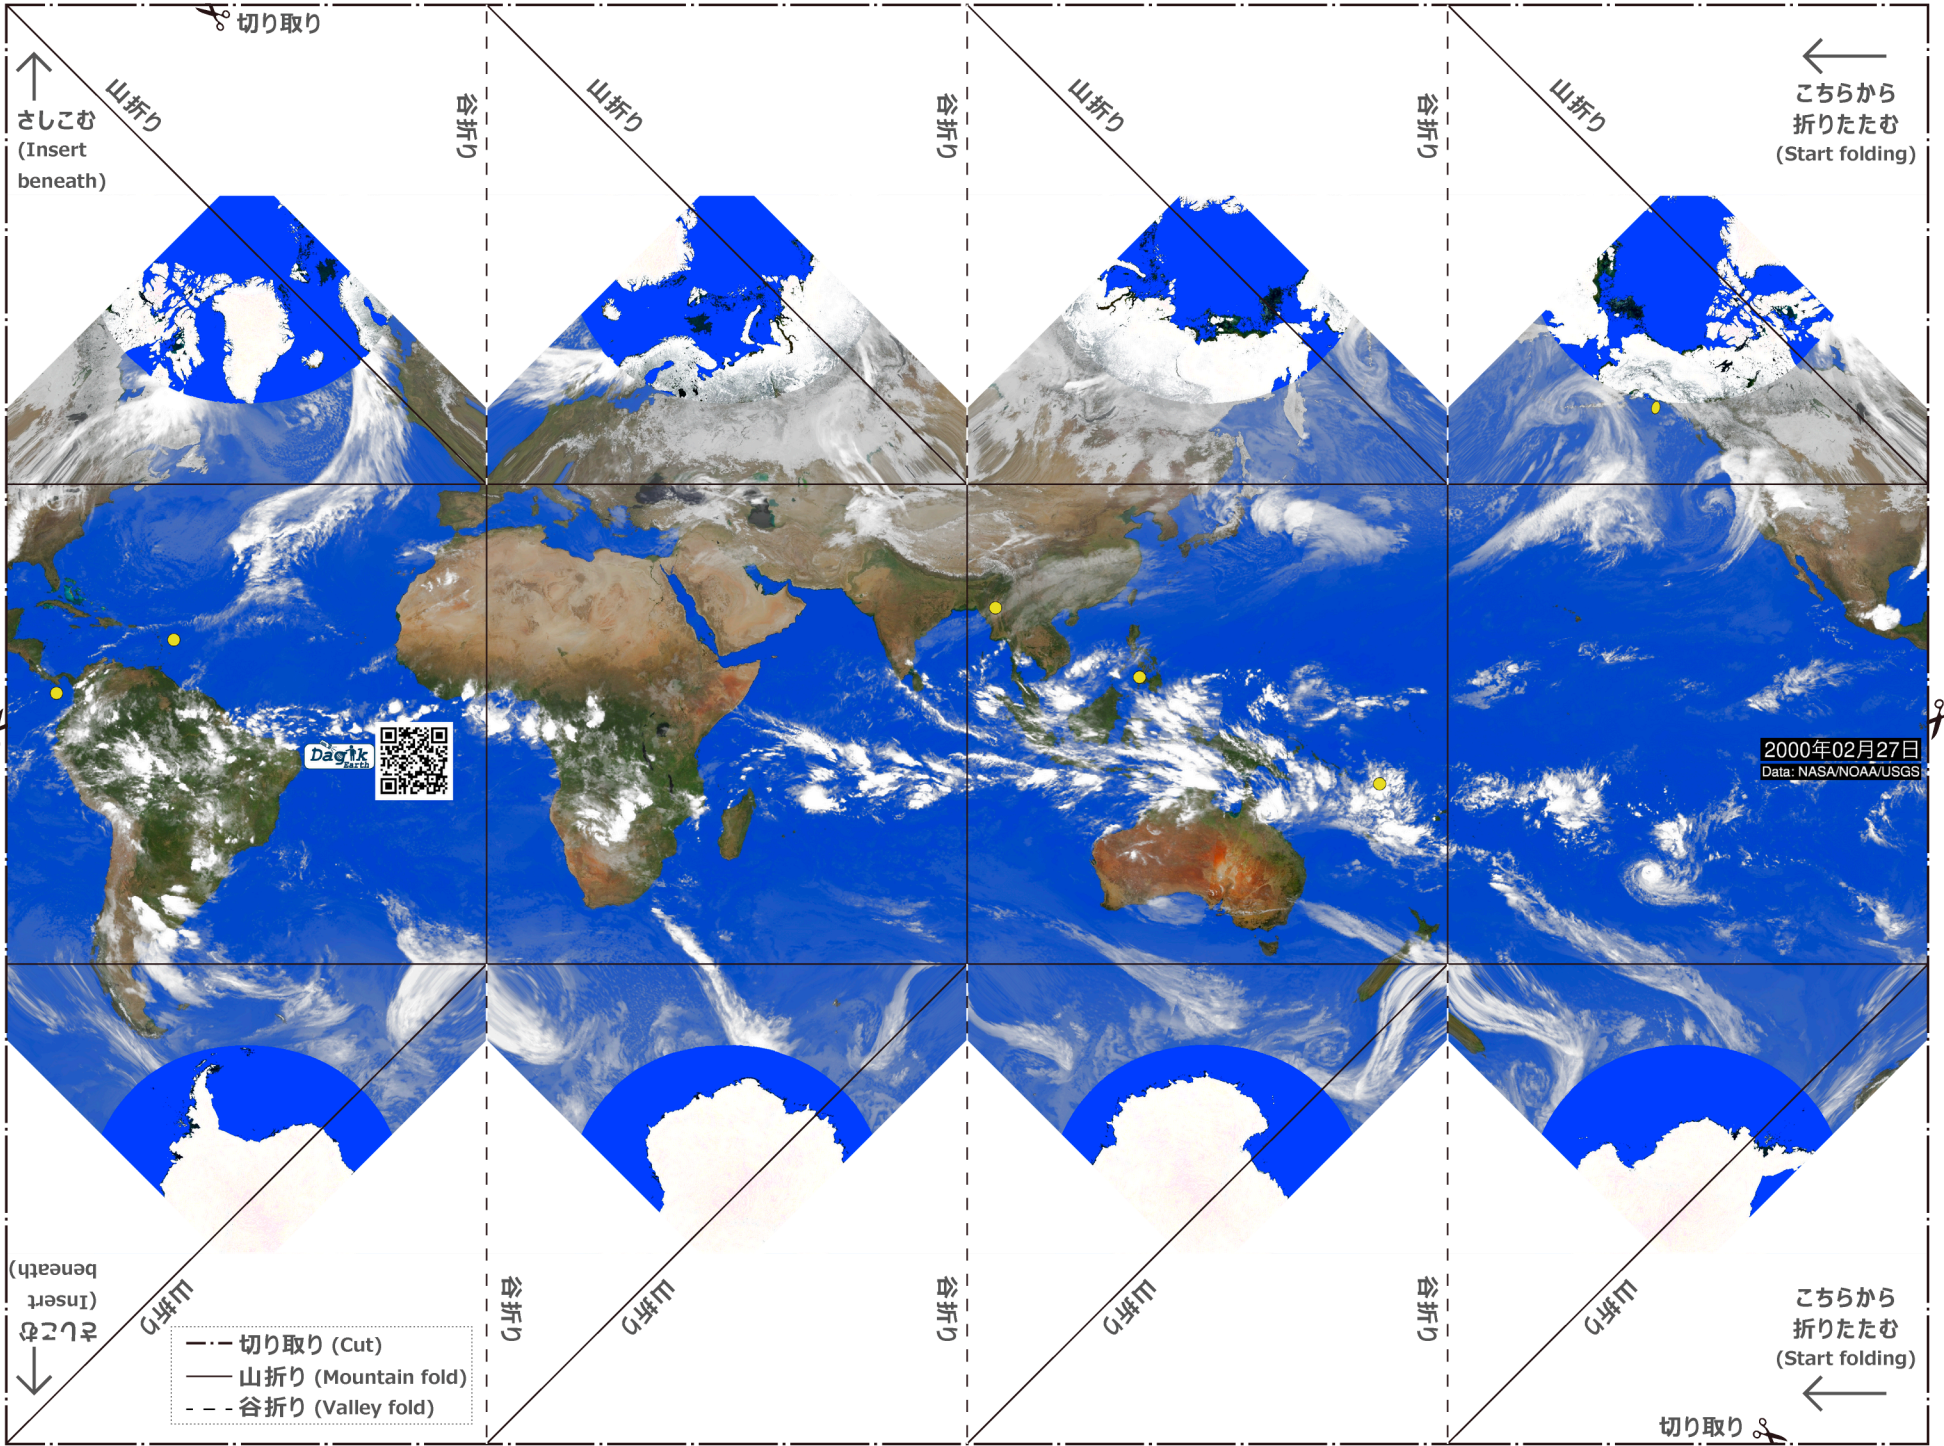 切り取り
山折り
谷折り
山折り
谷折り
山折り
谷折り
山折り
さしこむ
(Insert
beneath)
こちらから
折りたたむ
(Start folding)
Dagik
Earth
2000年02月27日
Data: NASA/NOAA/USGS
さしこむ
(Insert
beneath)
山折り
谷折り
山折り
谷折り
山折り
谷折り
山折り
こちらから
折りたたむ
(Start folding)
切り取り (Cut)
山折り (Mountain fold)
谷折り (Valley fold)
切り取り